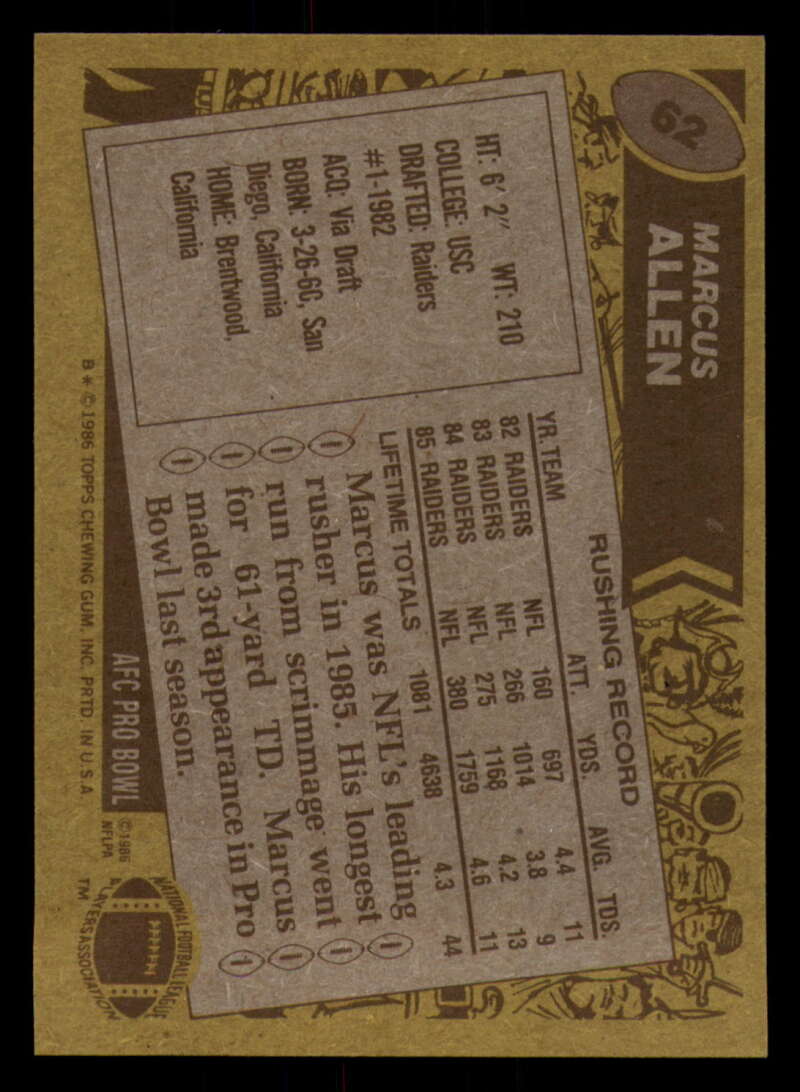 62
MARCUS
ALLEN
HT: 6' 2" WT: 210
COLLEGE: USC
DRAFTED: Raiders
#1-1982
ACQ: Via Draft
BORN: 3-26-60, San
Diego, California
HOME: Brentwood,
California
RUSHING RECORD
YR. TEAM ATT. YDS. AVG. TDS.
82 RAIDERS NFL 160 697 4.4 11
83 RAIDERS NFL 266 1014 3.8 9
84 RAIDERS NFL 275 1168 4.2 13
85 RAIDERS NFL 380 1759 4.6 11
LIFETIME TOTALS 1081 4638 4.3 44
Marcus was NFL's leading
rusher in 1985. His longest
run from scrimmage went
for 61-yard TD. Marcus
made 3rd appearance in Pro
Bowl last season.
AFC PRO BOWL
©1986
NFLPA
NATIONAL FOOTBALL LEAGUE
PLAYERS ASSOCIATION
TM
B * © 1986 TOPPS CHEWING GUM, INC. PRTD. IN U.S.A.